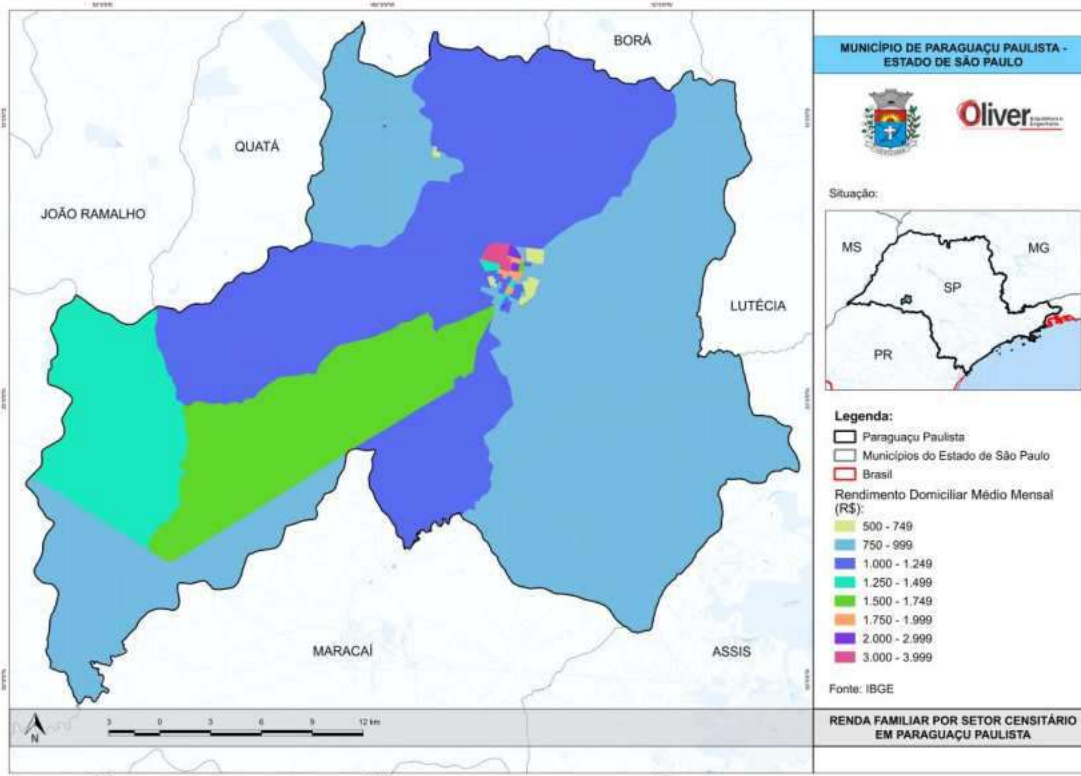 BORÁ
QUATÁ
JOÃO RAMALHO
LUTÉCIA
MARACAÍ
ASSIS
3 0 3 6 9 12 km
N
MUNICÍPIO DE PARAGUAÇU PAULISTA -
ESTADO DE SÃO PAULO
Oliver
Situação:
MS
MG
SP
PR
Legenda:
Paraguaçu Paulista
Municípios do Estado de São Paulo
Brasil
Rendimento Domiciliar Médio Mensal
(R$):
500 - 749
750 - 999
1.000 - 1.249
1.250 - 1.499
1.500 - 1.749
1.750 - 1.999
2.000 - 2.999
3.000 - 3.999
Fonte: IBGE
RENDA FAMILIAR POR SETOR CENSITÁRIO
EM PARAGUAÇU PAULISTA